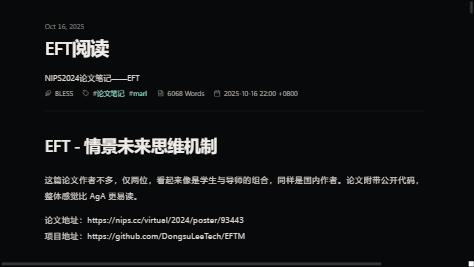 Oct 16, 2025
EFT阅读
NIPS2024论文笔记——EFT
BLESS #论文笔记 #marl 6068 Words 2025-10-16 22:00 +0800
EFT - 情景未来思维机制
这篇论文作者不多，仅两位，看起来像是学生与导师的组合，同样是国内作者。论文附带公开代码，
整体感觉比 AgA 更易读。
论文地址：https://nips.cc/virtual/2024/poster/93443
项目地址：https://github.com/DongsuLeeTech/EFTM